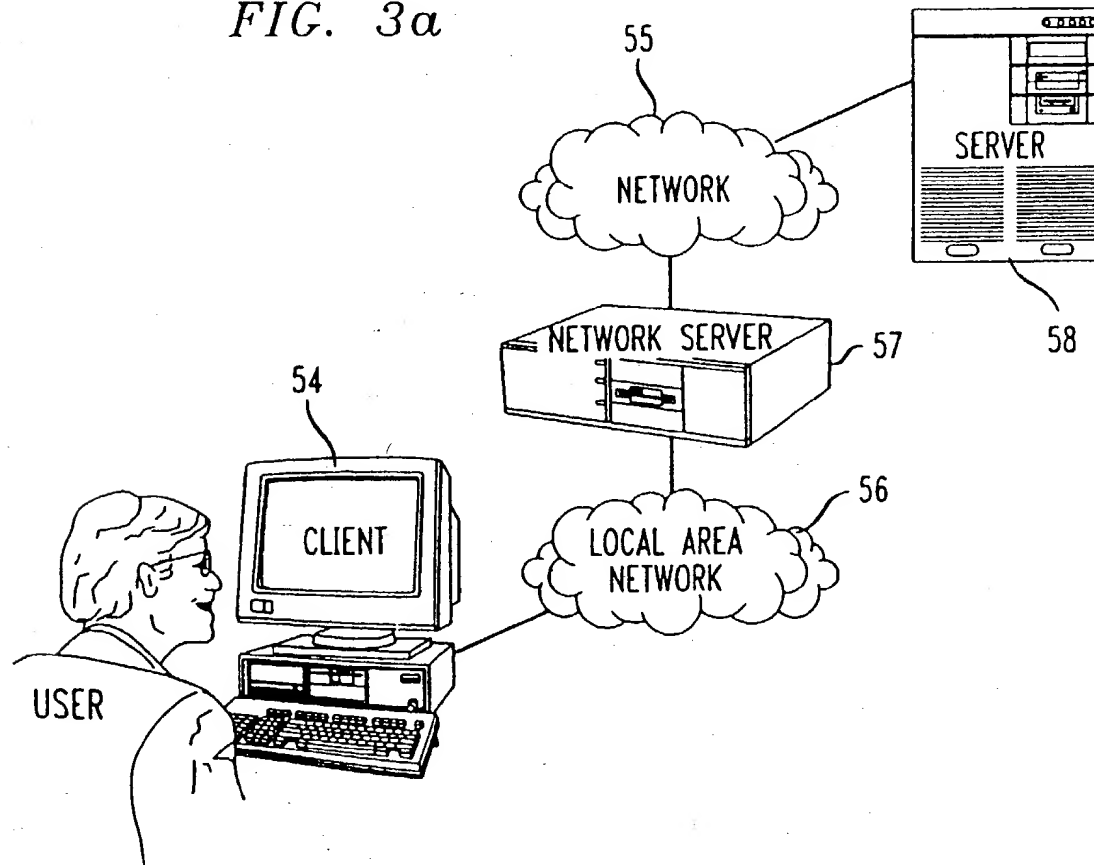 FIG. 3a
55
NETWORK
SERVER
58
NETWORK SERVER
57
54
CLIENT
56
LOCAL AREA
NETWORK
USER